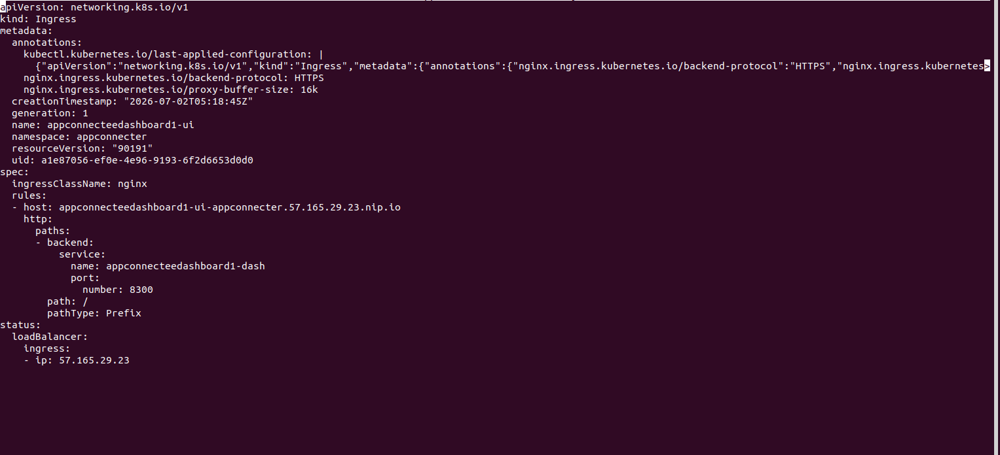 apiVersion: networking.k8s.io/v1
kind: Ingress
metadata:
  annotations:
    kubectl.kubernetes.io/last-applied-configuration: |
      {"apiVersion":"networking.k8s.io/v1","kind":"Ingress","metadata":{"annotations":{"nginx.ingress.kubernetes.io/backend-protocol":"HTTPS","nginx.ingress.kubernetes>
    nginx.ingress.kubernetes.io/backend-protocol: HTTPS
    nginx.ingress.kubernetes.io/proxy-buffer-size: 16k
  creationTimestamp: "2026-07-02T05:18:45Z"
  generation: 1
  name: appconnecteedashboard1-ui
  namespace: appconnecter
  resourceVersion: "90191"
  uid: a1e87056-ef0e-4e96-9193-6f2d6653d0d0
spec:
  ingressClassName: nginx
  rules:
  - host: appconnecteedashboard1-ui-appconnecter.57.165.29.23.nip.io
    http:
      paths:
      - backend:
          service:
            name: appconnecteedashboard1-dash
            port:
              number: 8300
        path: /
        pathType: Prefix
status:
  loadBalancer:
    ingress:
    - ip: 57.165.29.23